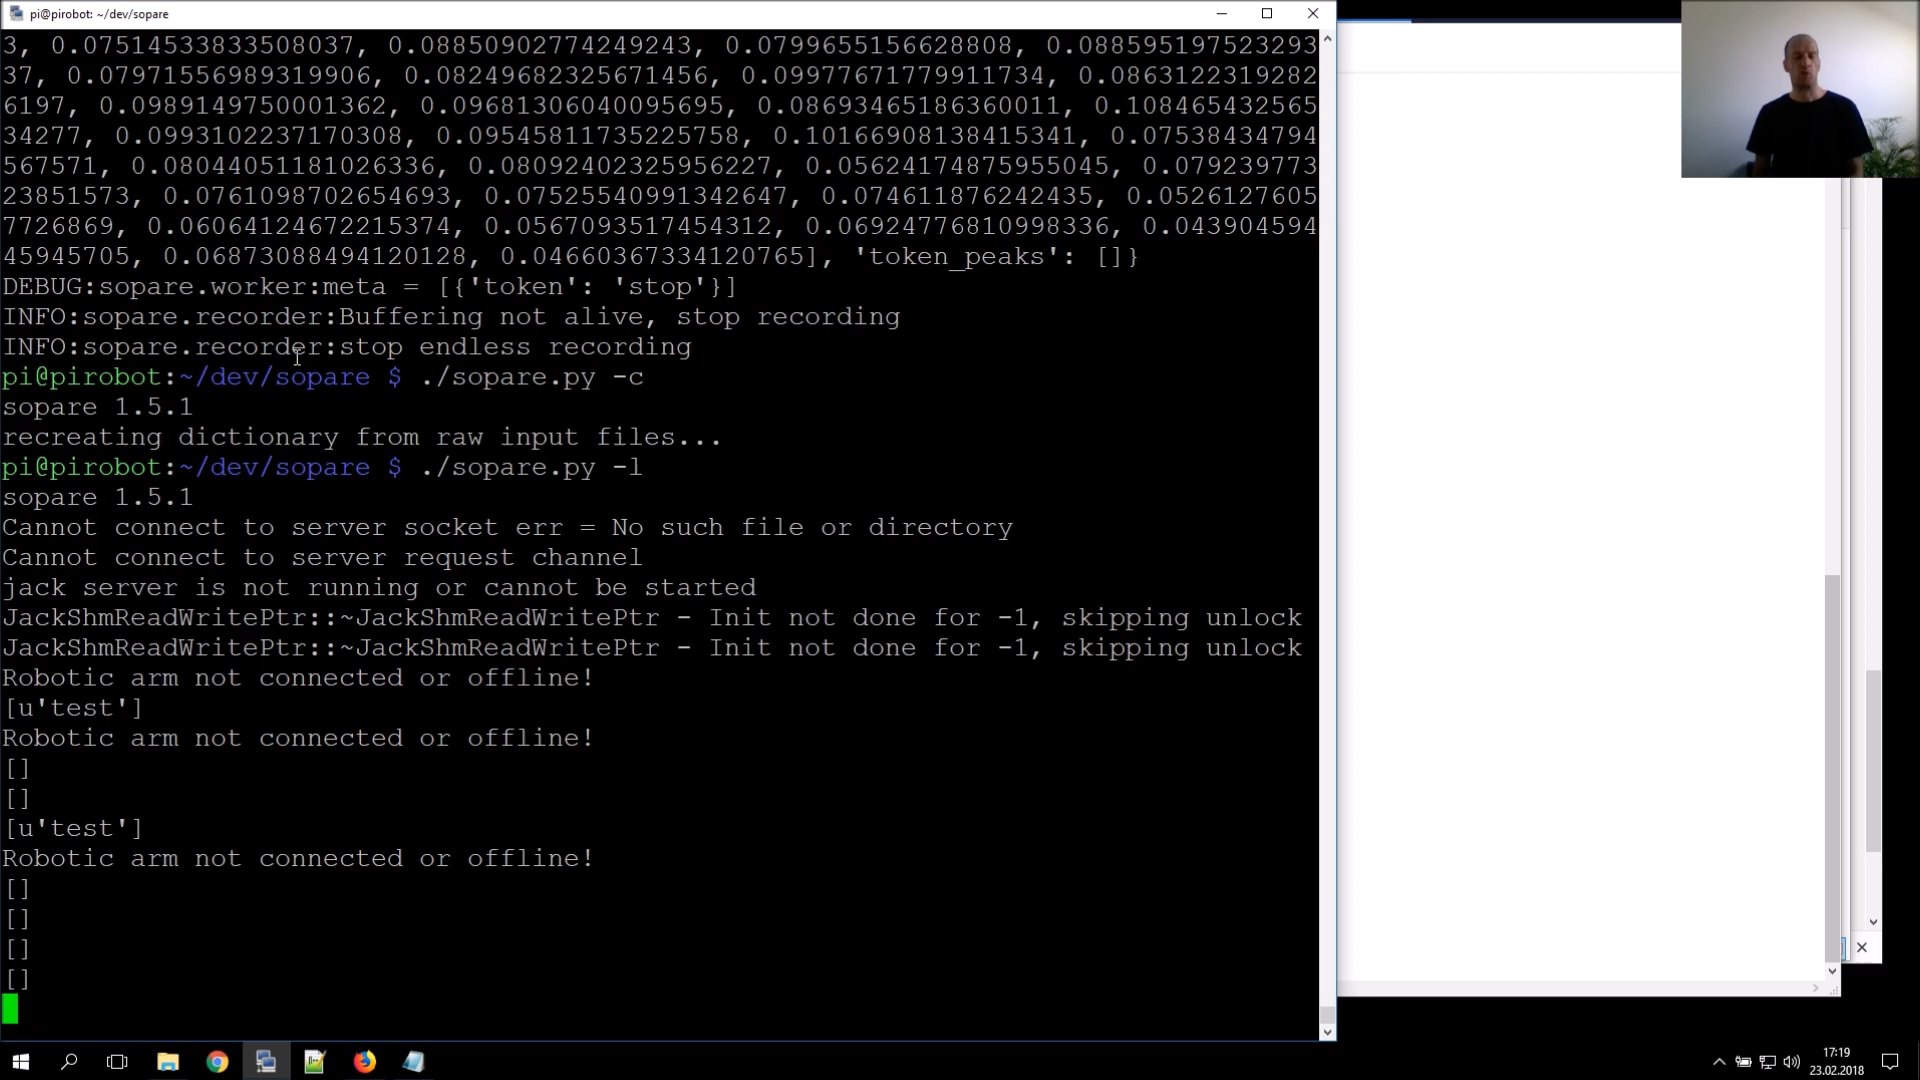 pi@pirobot: ~/dev/sopare
3, 0.07514533833508037, 0.08850902774249243, 0.0799655156628808, 0.088595197523293
37, 0.07971556989319906, 0.08249682325671456, 0.09977671779911734, 0.0863122319282
6197, 0.0989149750001362, 0.09681306040095695, 0.08693465186360011, 0.108465432565
34277, 0.0993102237170308, 0.09545811735225758, 0.10166908138415341, 0.07538434794
567571, 0.08044051181026336, 0.08092402325956227, 0.05624174875955045, 0.079239773
23851573, 0.0761098702654693, 0.07525540991342647, 0.074611876242435, 0.0526127605
7726869, 0.06064124672215374, 0.0567093517454312, 0.06924776810998336, 0.043904594
45945705, 0.06873088494120128, 0.04660367334120765], 'token_peaks': []}
DEBUG:sopare.worker:meta = [{'token': 'stop'}]
INFO:sopare.recorder:Buffering not alive, stop recording
INFO:sopare.recorder:stop endless recording
pi@pirobot:~/dev/sopare $ ./sopare.py -c
sopare 1.5.1
recreating dictionary from raw input files...
pi@pirobot:~/dev/sopare $ ./sopare.py -l
sopare 1.5.1
Cannot connect to server socket err = No such file or directory
Cannot connect to server request channel
jack server is not running or cannot be started
JackShmReadWritePtr::~JackShmReadWritePtr - Init not done for -1, skipping unlock
JackShmReadWritePtr::~JackShmReadWritePtr - Init not done for -1, skipping unlock
Robotic arm not connected or offline!
[u'test']
Robotic arm not connected or offline!
[]
[]
[u'test']
Robotic arm not connected or offline!
[]
[]
[]
[]
17:19
23.02.2018